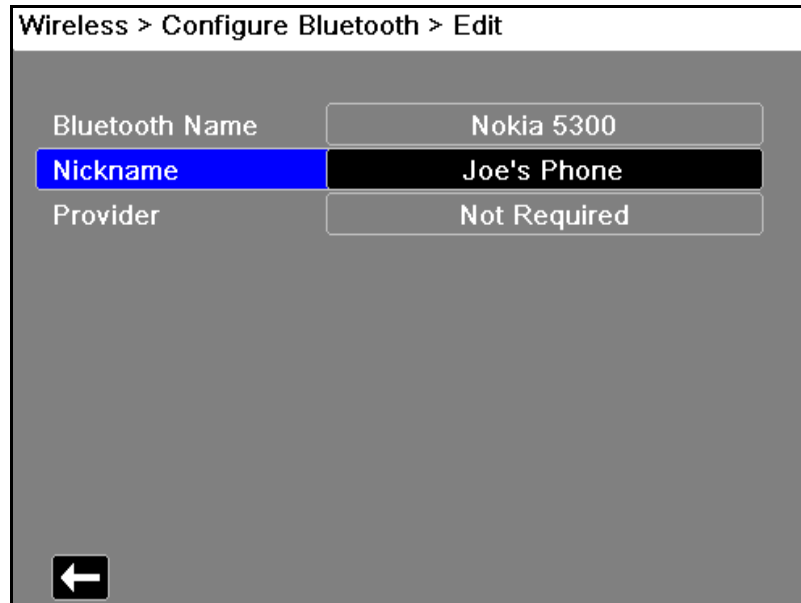 Wireless > Configure Bluetooth > Edit
Bluetooth Name Nokia 5300
Nickname Joe's Phone
Provider Not Required